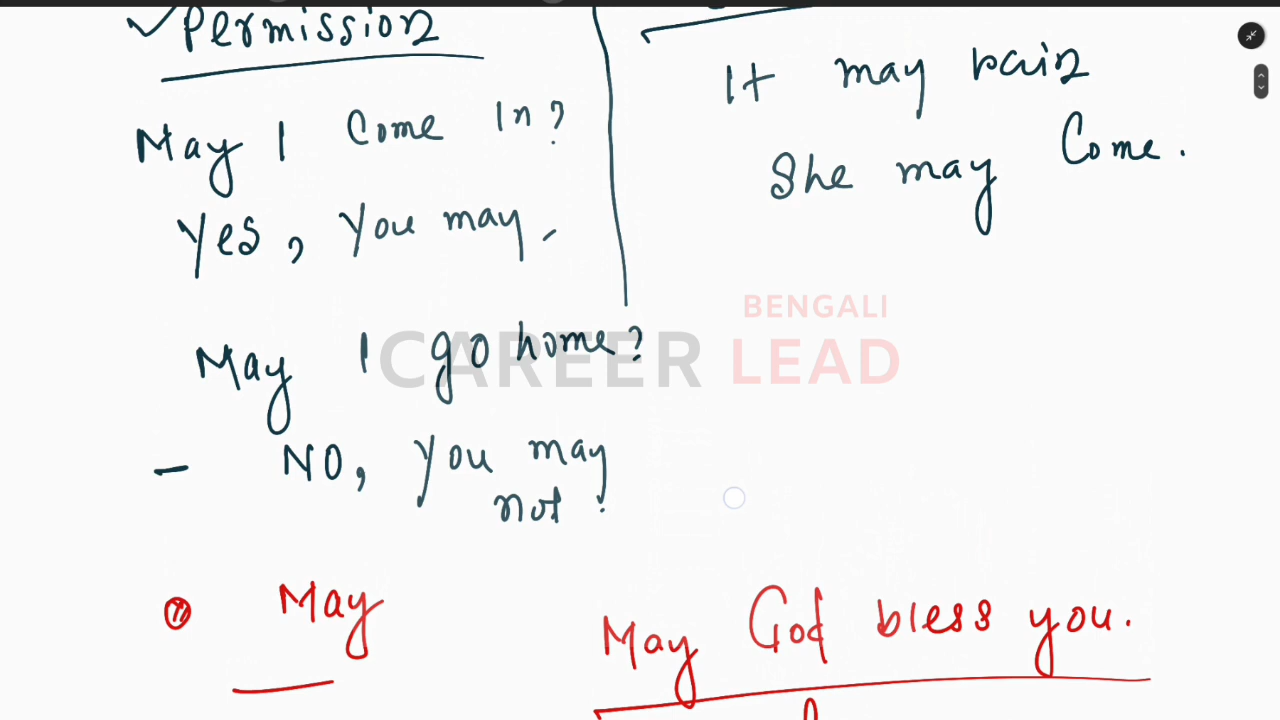 Permission
May I Come In?
Yes, You may.
May I go home?
- NO, You may
not.
It may rain
She may Come.
BENGALI
CAREER LEAD
May
May God bless you.